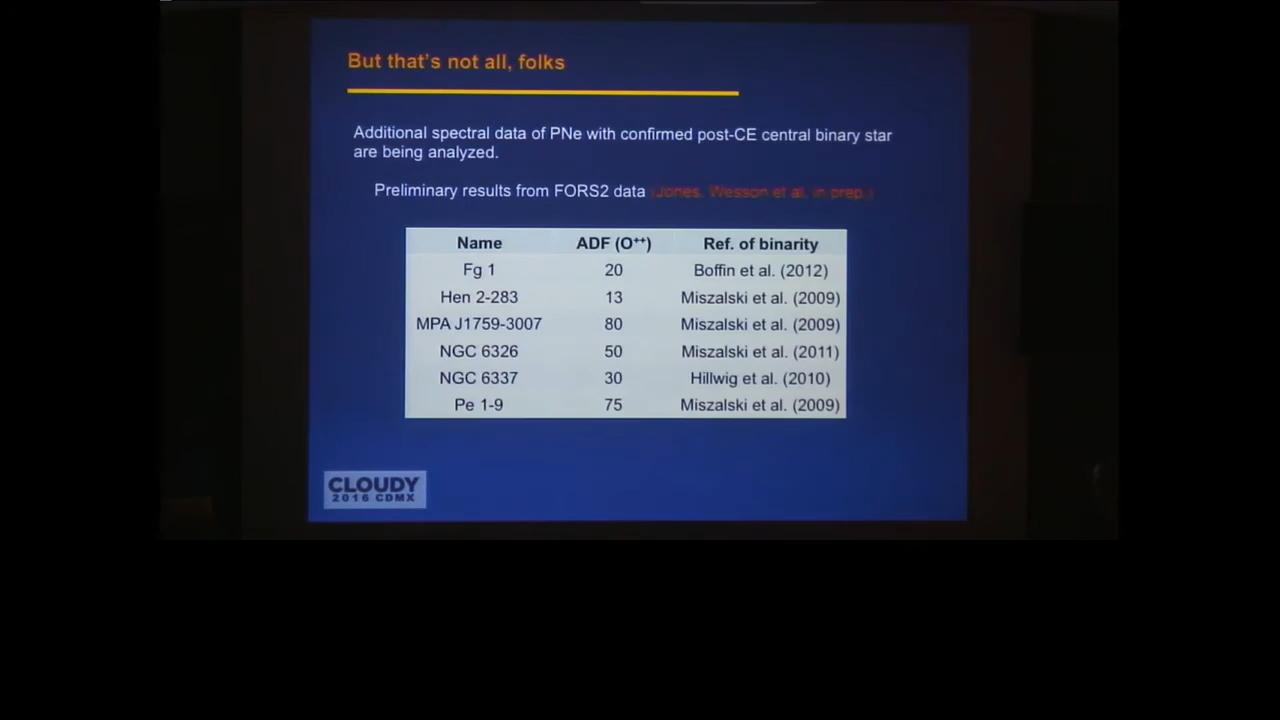 But that's not all, folks
Additional spectral data of PNe with confirmed post-CE central binary star
are being analyzed.
Preliminary results from FORS2 data (Jones, Wesson et al. in prep.)
Name ADF (O⁺⁺) Ref. of binarity
Fg 1 20 Boffin et al. (2012)
Hen 2-283 13 Miszalski et al. (2009)
MPA J1759-3007 80 Miszalski et al. (2009)
NGC 6326 50 Miszalski et al. (2011)
NGC 6337 30 Hillwig et al. (2010)
Pe 1-9 75 Miszalski et al. (2009)
CLOUDY
2016 CDMX